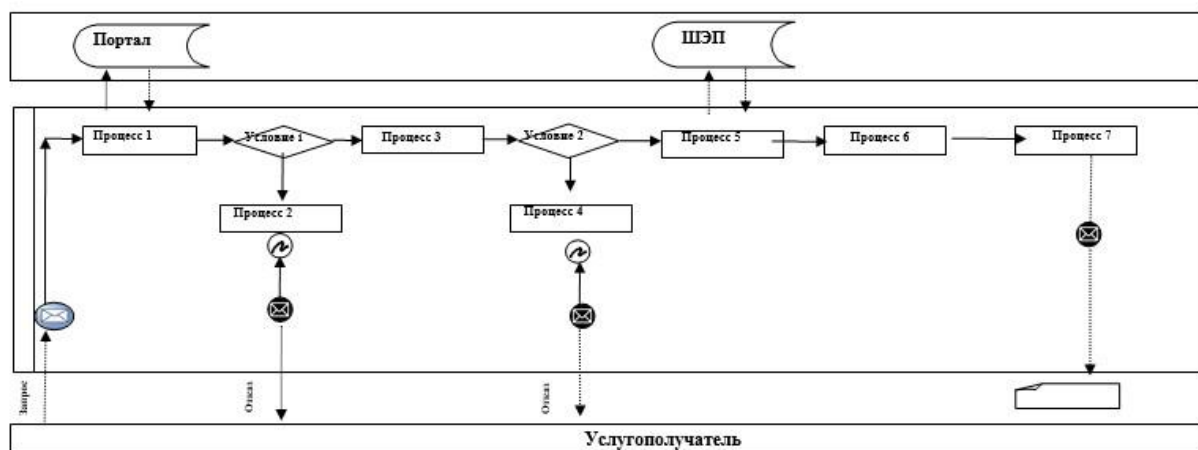 Портал
ШЭП
Процесс 1
Условие 1
Процесс 3
Условие 2
Процесс 5
Процесс 6
Процесс 7
Процесс 2
Процесс 4
Запрос
Отказ
Отказ
Услугополучатель